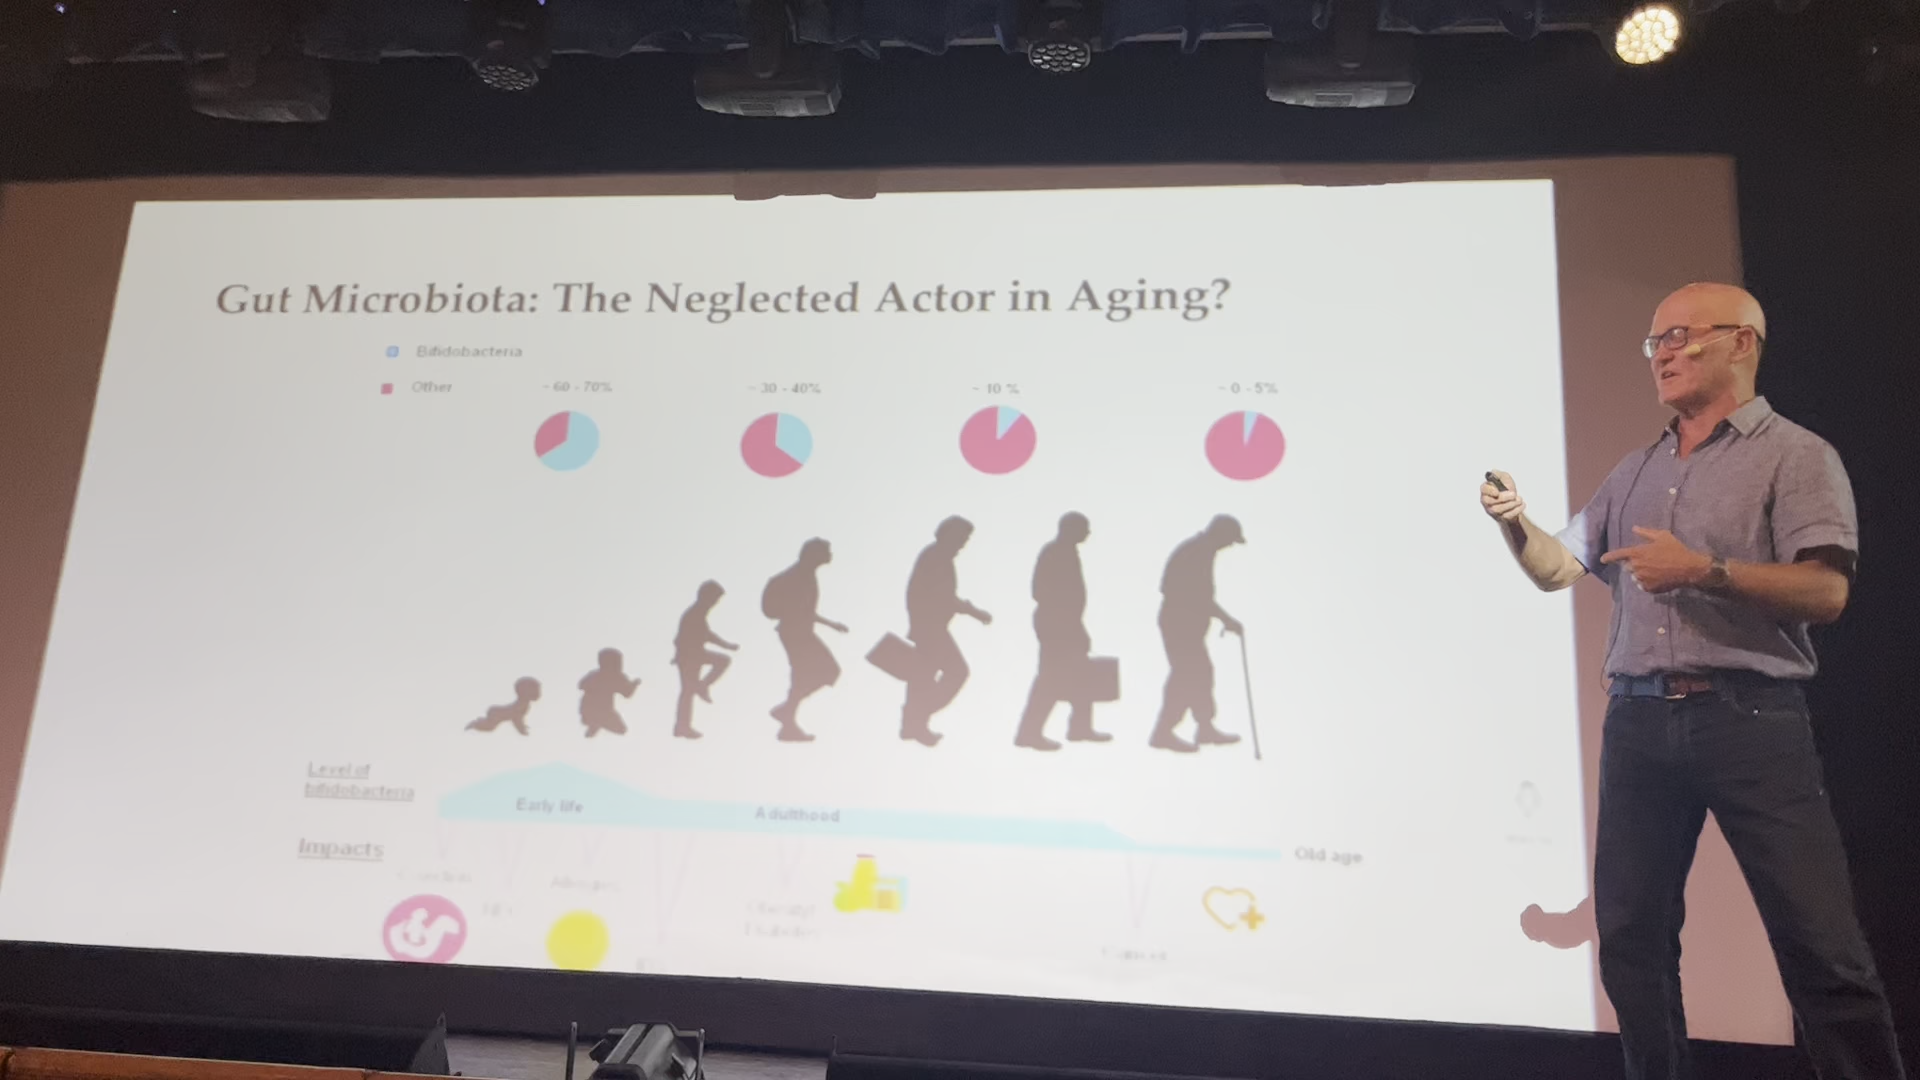 Gut Microbiota: The Neglected Actor in Aging?
Bifidobacteria
Other
~ 60 - 70%
~ 30 - 40%
~ 10 %
~ 0 - 5%
Level of
bifidobacteria
Early life
Adulthood
Old age
Impacts